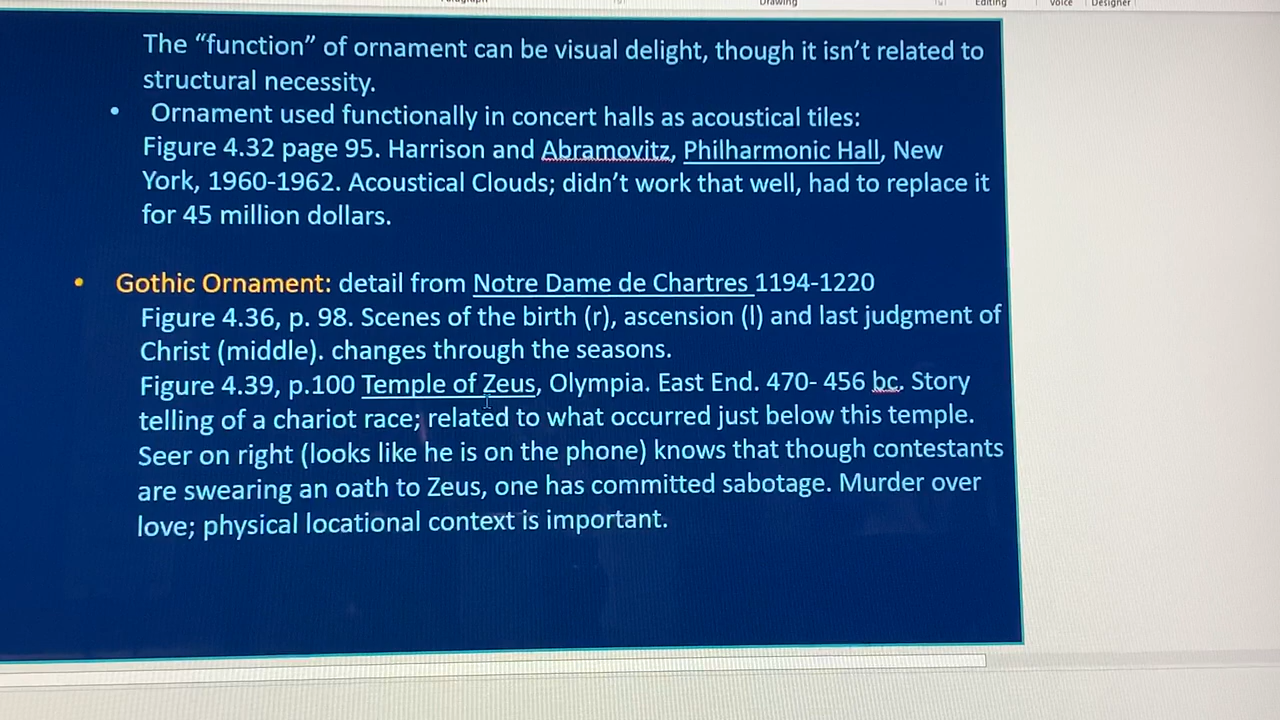 Paragraph
Drawing
Editing
Voice
Designer
The “function” of ornament can be visual delight, though it isn’t related to
structural necessity.
• Ornament used functionally in concert halls as acoustical tiles:
Figure 4.32 page 95. Harrison and Abramovitz, Philharmonic Hall, New
York, 1960-1962. Acoustical Clouds; didn’t work that well, had to replace it
for 45 million dollars.
• Gothic Ornament: detail from Notre Dame de Chartres 1194-1220
Figure 4.36, p. 98. Scenes of the birth (r), ascension (l) and last judgment of
Christ (middle). changes through the seasons.
Figure 4.39, p.100 Temple of Zeus, Olympia. East End. 470- 456 bc. Story
telling of a chariot race; related to what occurred just below this temple.
Seer on right (looks like he is on the phone) knows that though contestants
are swearing an oath to Zeus, one has committed sabotage. Murder over
love; physical locational context is important.